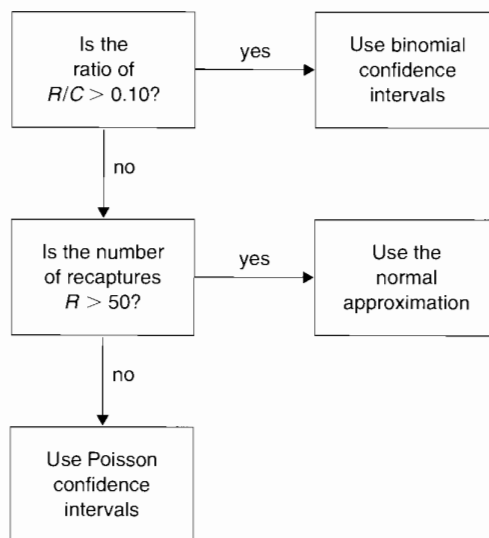 Is the
ratio of
R/C > 0.10?
yes
Use binomial
confidence
intervals
no
Is the number
of recaptures
R > 50?
yes
Use the
normal
approximation
no
Use Poisson
confidence
intervals